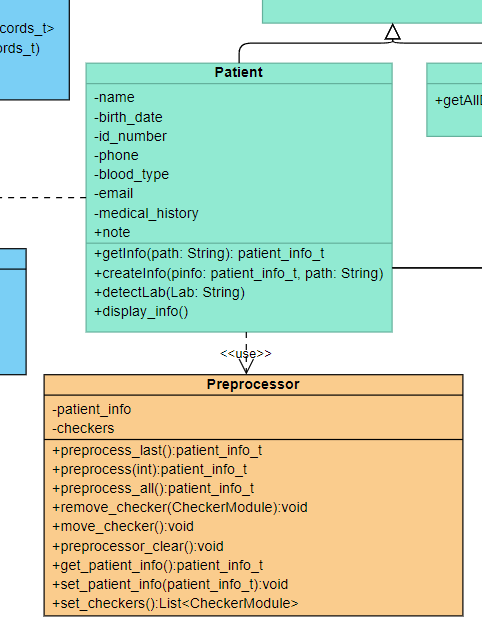 cords_t>
ords_t)
Patient
-name
-birth_date
-id_number
-phone
-blood_type
-email
-medical_history
+note
+getInfo(path: String): patient_info_t
+createInfo(pinfo: patient_info_t, path: String)
+detectLab(Lab: String)
+display_info()
+getAllD
<<use>>
Preprocessor
-patient_info
-checkers
+preprocess_last():patient_info_t
+preprocess(int):patient_info_t
+preprocess_all():patient_info_t
+remove_checker(CheckerModule):void
+move_checker():void
+preprocessor_clear():void
+get_patient_info():patient_info_t
+set_patient_info(patient_info_t):void
+set_checkers():List<CheckerModule>